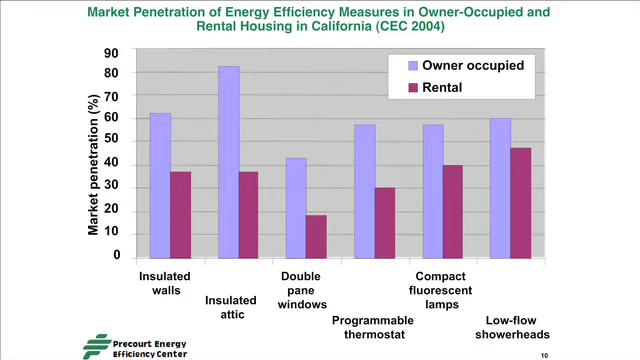 Market Penetration of Energy Efficiency Measures in Owner-Occupied and
Rental Housing in California (CEC 2004)
Market penetration (%)
90
80
70
60
50
40
30
20
10
0
Owner occupied
Rental
Insulated
walls
Insulated
attic
Double
pane
windows
Programmable
thermostat
Compact
fluorescent
lamps
Low-flow
showerheads
Precourt Energy
Efficiency Center
10